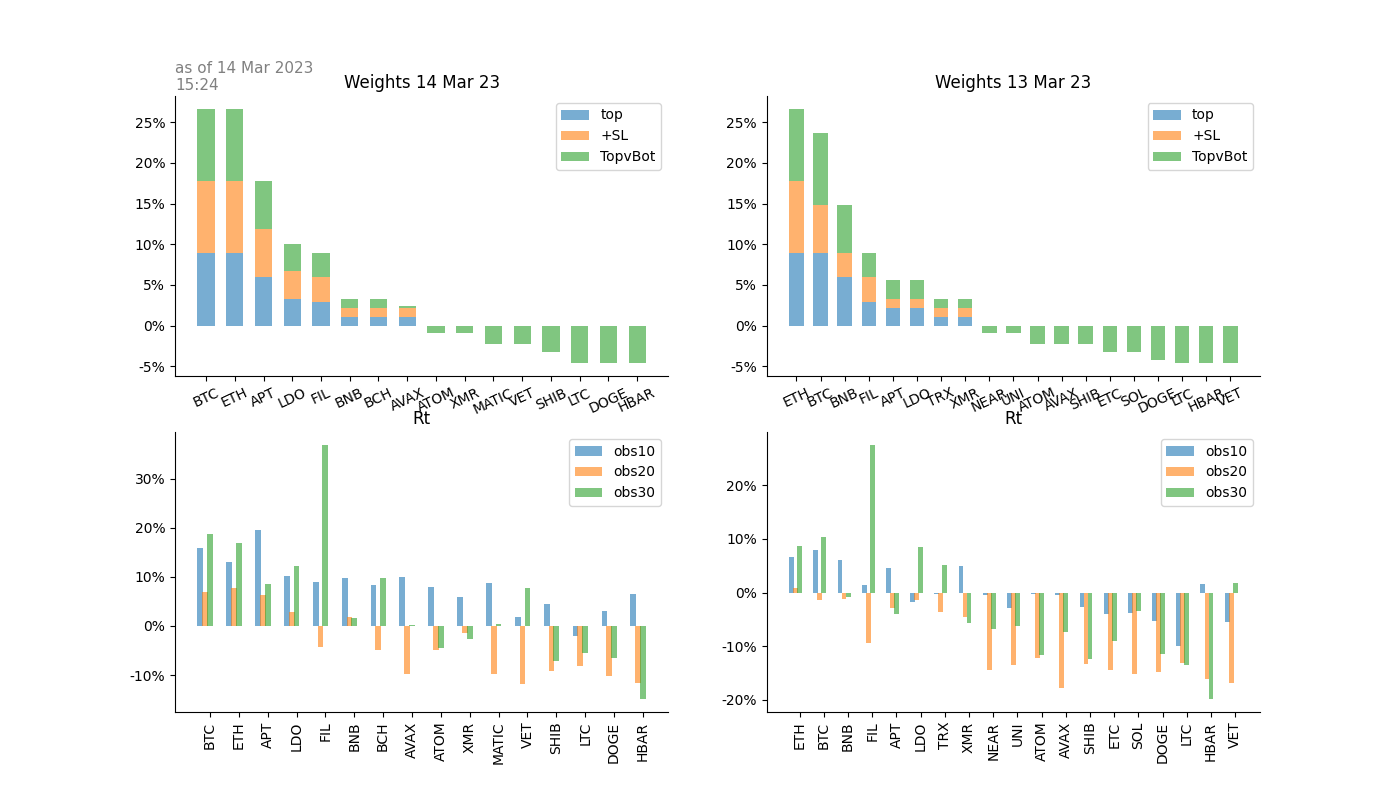 as of 14 Mar 2023
15:24
Weights 14 Mar 23
25%
20%
15%
10%
5%
0%
-5%
top
+SL
TopvBot
BTC ETH APT LDO FIL BNB BCH AVAX ATOM XMR MATIC VET SHIB LTC DOGE HBAR
Weights 13 Mar 23
25%
20%
15%
10%
5%
0%
-5%
top
+SL
TopvBot
ETH BTC BNB FIL APT LDO TRX XMR NEAR UNI ATOM AVAX SHIB ETC SOL DOGE LTC HBAR VET
Rt
30%
20%
10%
0%
-10%
obs10
obs20
obs30
BTC ETH APT LDO FIL BNB BCH AVAX ATOM XMR MATIC VET SHIB LTC DOGE HBAR
Rt
20%
10%
0%
-10%
-20%
obs10
obs20
obs30
ETH BTC BNB FIL APT LDO TRX XMR NEAR UNI ATOM AVAX SHIB ETC SOL DOGE LTC HBAR VET